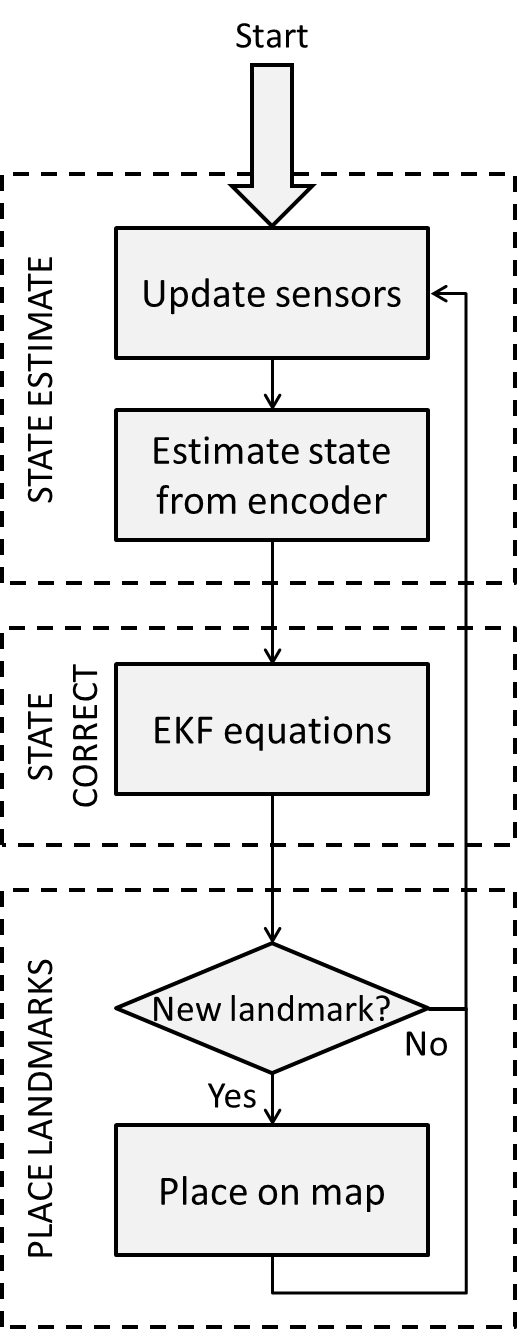 Start
STATE ESTIMATE
Update sensors
Estimate state
from encoder
STATE
CORRECT
EKF equations
PLACE LANDMARKS
New landmark?
No
Yes
Place on map